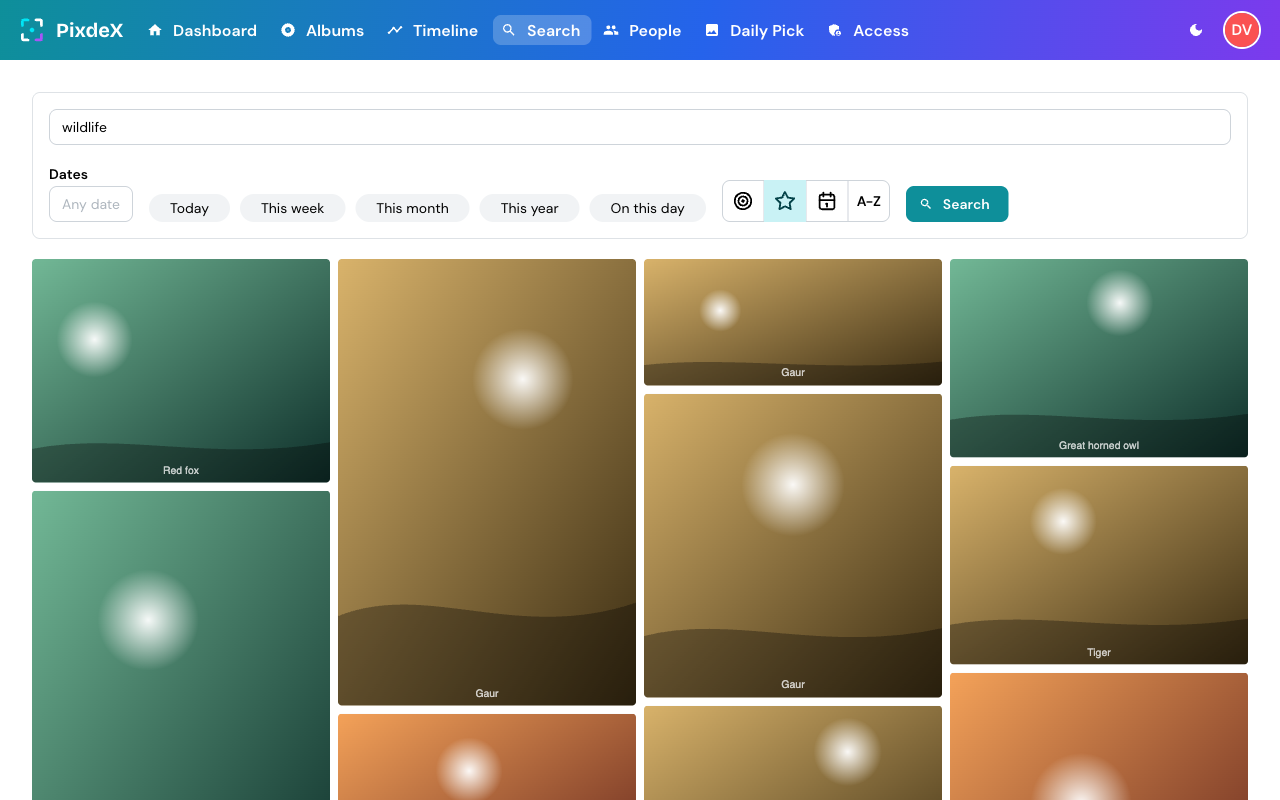 PixdeX
Dashboard
Albums
Timeline
Search
People
Daily Pick
Access
DV
wildlife
Dates
Any date
Today
This week
This month
This year
On this day
1
A-Z
Search
Red fox
Gaur
Gaur
Gaur
Great horned owl
Tiger